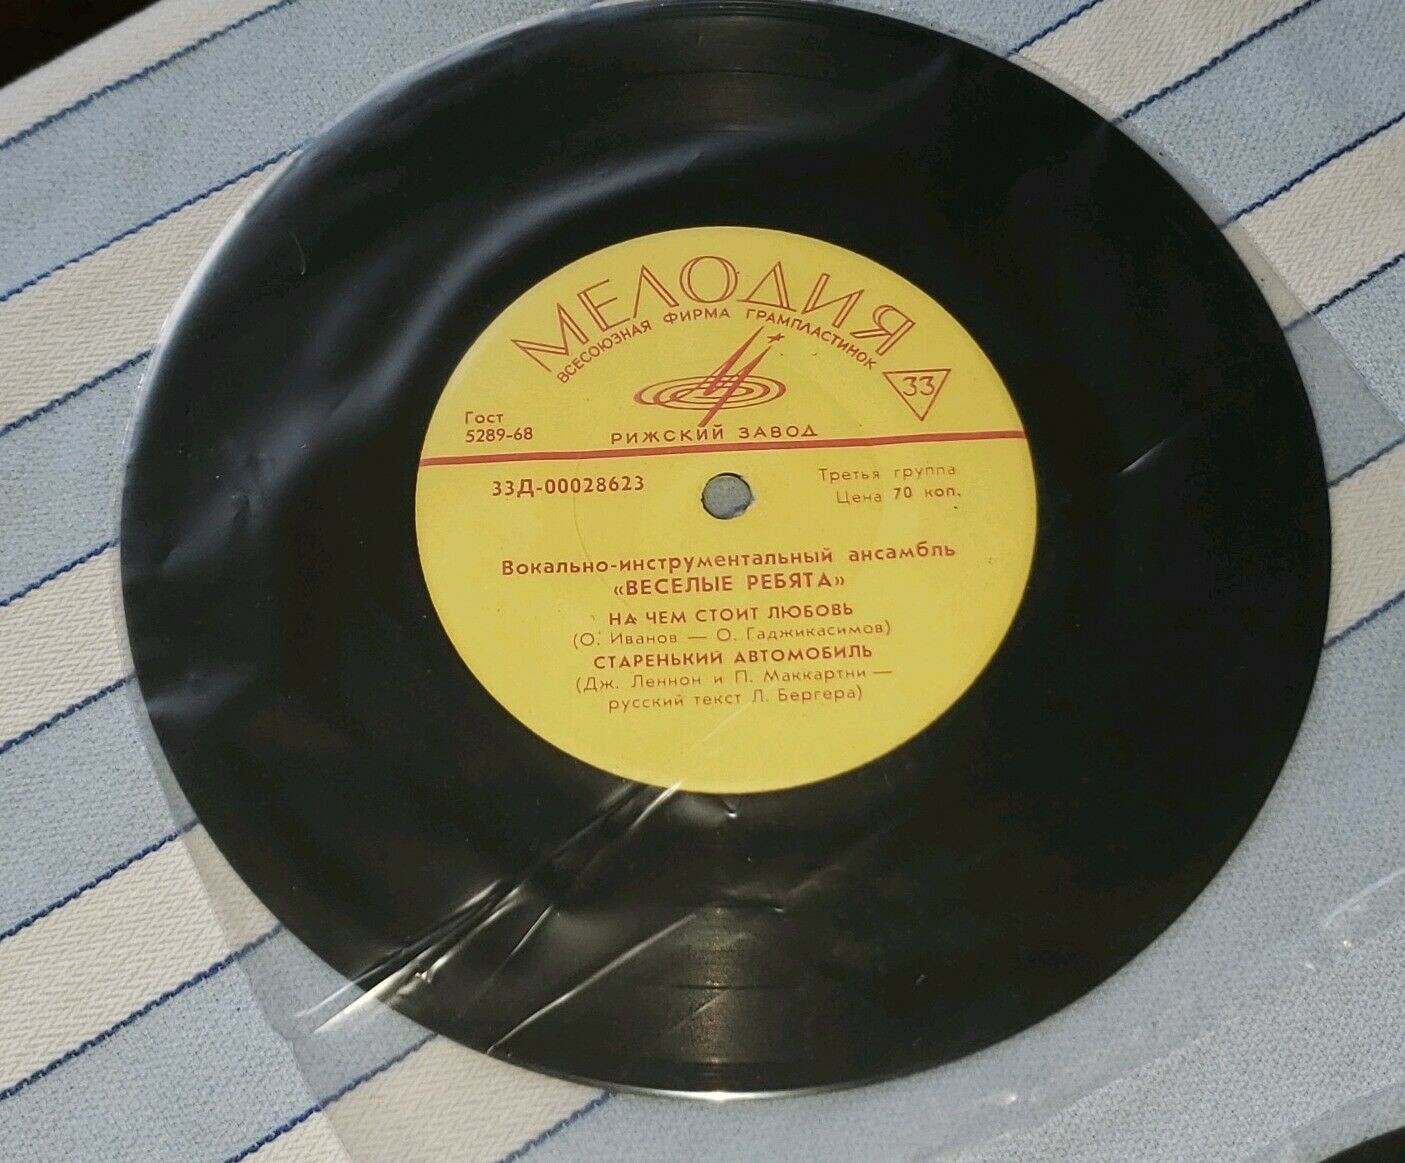 МЕЛОДИЯ
ВСЕСОЮЗНАЯ ФИРМА ГРАМПЛАСТИНОК
33
Гост
5289-68
РИЖСКИЙ ЗАВОД
33Д-00028623
Третья группа
Цена 70 коп.
Вокально-инструментальный ансамбль
«ВЕСЕЛЫЕ РЕБЯТА»
НА ЧЕМ СТОИТ ЛЮБОВЬ
(О. Иванов — О. Гаджикасимов)
СТАРЕНЬКИЙ АВТОМОБИЛЬ
(Дж. Леннон и П. Маккартни —
русский текст Л. Бергера)